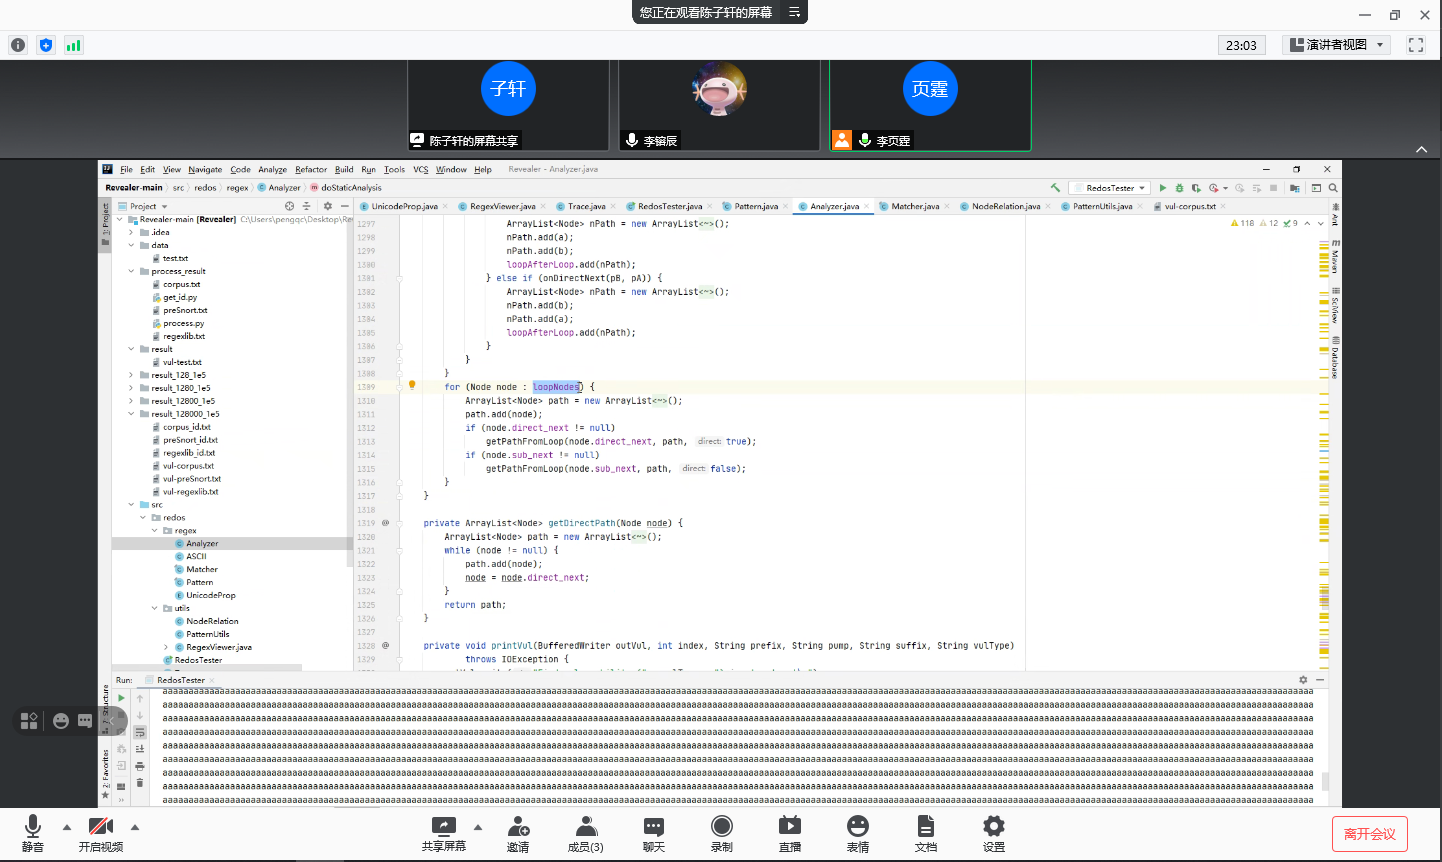 您正在观看陈子轩的屏幕
23:03
演讲者视图
子轩
陈子轩的屏幕共享
李镕辰
页霆
李页霆
File Edit View Navigate Code Analyze Refactor Build Run Tools VCS Window Help Revealer - Analyzer.java
Revealer-main src redos regex Analyzer doStaticAnalysis
RedosTester
Project
UnicodeProp.java RegexViewer.java Trace.java RedosTester.java Pattern.java Analyzer.java Matcher.java NodeRelation.java PatternUtils.java vul-corpus.txt
118 12 9
Revealer-main [Revealer] C:\Users\pengqc\Desktop\Re
.idea
data
test.txt
process_result
corpus.txt
get_id.py
preSnort.txt
process.py
regexlib.txt
result
vul-test.txt
result_128_1e5
result_1280_1e5
result_12800_1e5
result_128000_1e5
corpus_id.txt
preSnort_id.txt
regexlib_id.txt
vul-corpus.txt
vul-preSnort.txt
vul-regexlib.txt
src
redos
regex
Analyzer
ASCII
Matcher
Pattern
UnicodeProp
utils
NodeRelation
PatternUtils
RegexViewer.java
RedosTester
1297 ArrayList<Node> nPath = new ArrayList<~>();
1298 nPath.add(a);
1299 nPath.add(b);
1300 loopAfterLoop.add(nPath);
1301 } else if (onDirectNext(pB, pA)) {
1302 ArrayList<Node> nPath = new ArrayList<~>();
1303 nPath.add(b);
1304 nPath.add(a);
1305 loopAfterLoop.add(nPath);
1306 }
1307 }
1308 }
1309 for (Node node : loopNodes) {
1310 ArrayList<Node> path = new ArrayList<~>();
1311 path.add(node);
1312 if (node.direct_next != null)
1313 getPathFromLoop(node.direct_next, path, direct: true);
1314 if (node.sub_next != null)
1315 getPathFromLoop(node.sub_next, path, direct: false);
1316 }
1317 }
1318
1319 @ private ArrayList<Node> getDirectPath(Node node) {
1320 ArrayList<Node> path = new ArrayList<~>();
1321 while (node != null) {
1322 path.add(node);
1323 node = node.direct_next;
1324 }
1325 return path;
1326 }
1327
1328 @ private void printVul(BufferedWriter outVul, int index, String prefix, String pump, String suffix, String vulType)
1329 throws IOException {
Ant
Maven
SciView
Database
Run: RedosTester
Structure
2: Favorites
静音
开启视频
共享屏幕
邀请
成员(3)
聊天
录制
直播
表情
文档
设置
离开会议